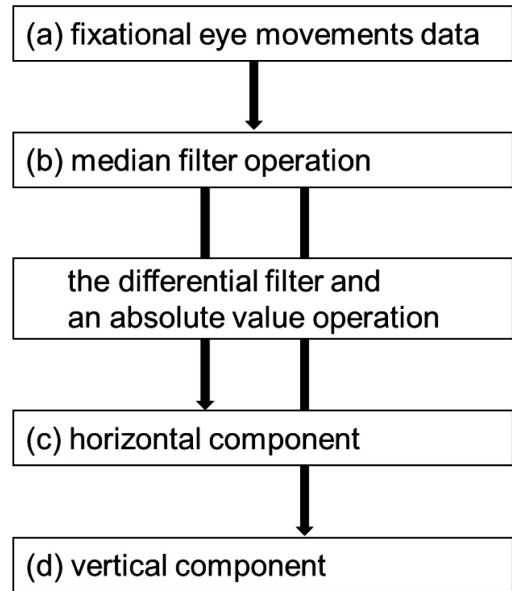 (a) fixational eye movements data
(b) median filter operation
the differential filter and
an absolute value operation
(c) horizontal component
(d) vertical component